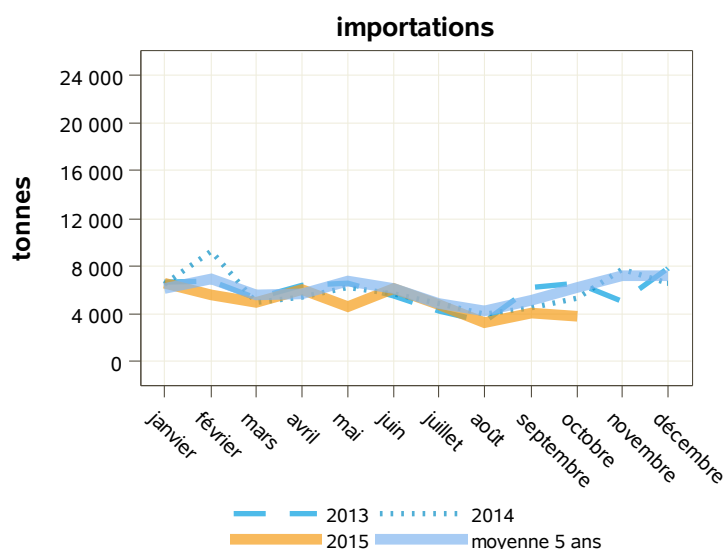 importations
tonnes
24 000
20 000
16 000
12 000
8 000
4 000
0
janvier
février
mars
avril
mai
juin
juillet
août
septembre
octobre
novembre
décembre
2013
2014
2015
moyenne 5 ans